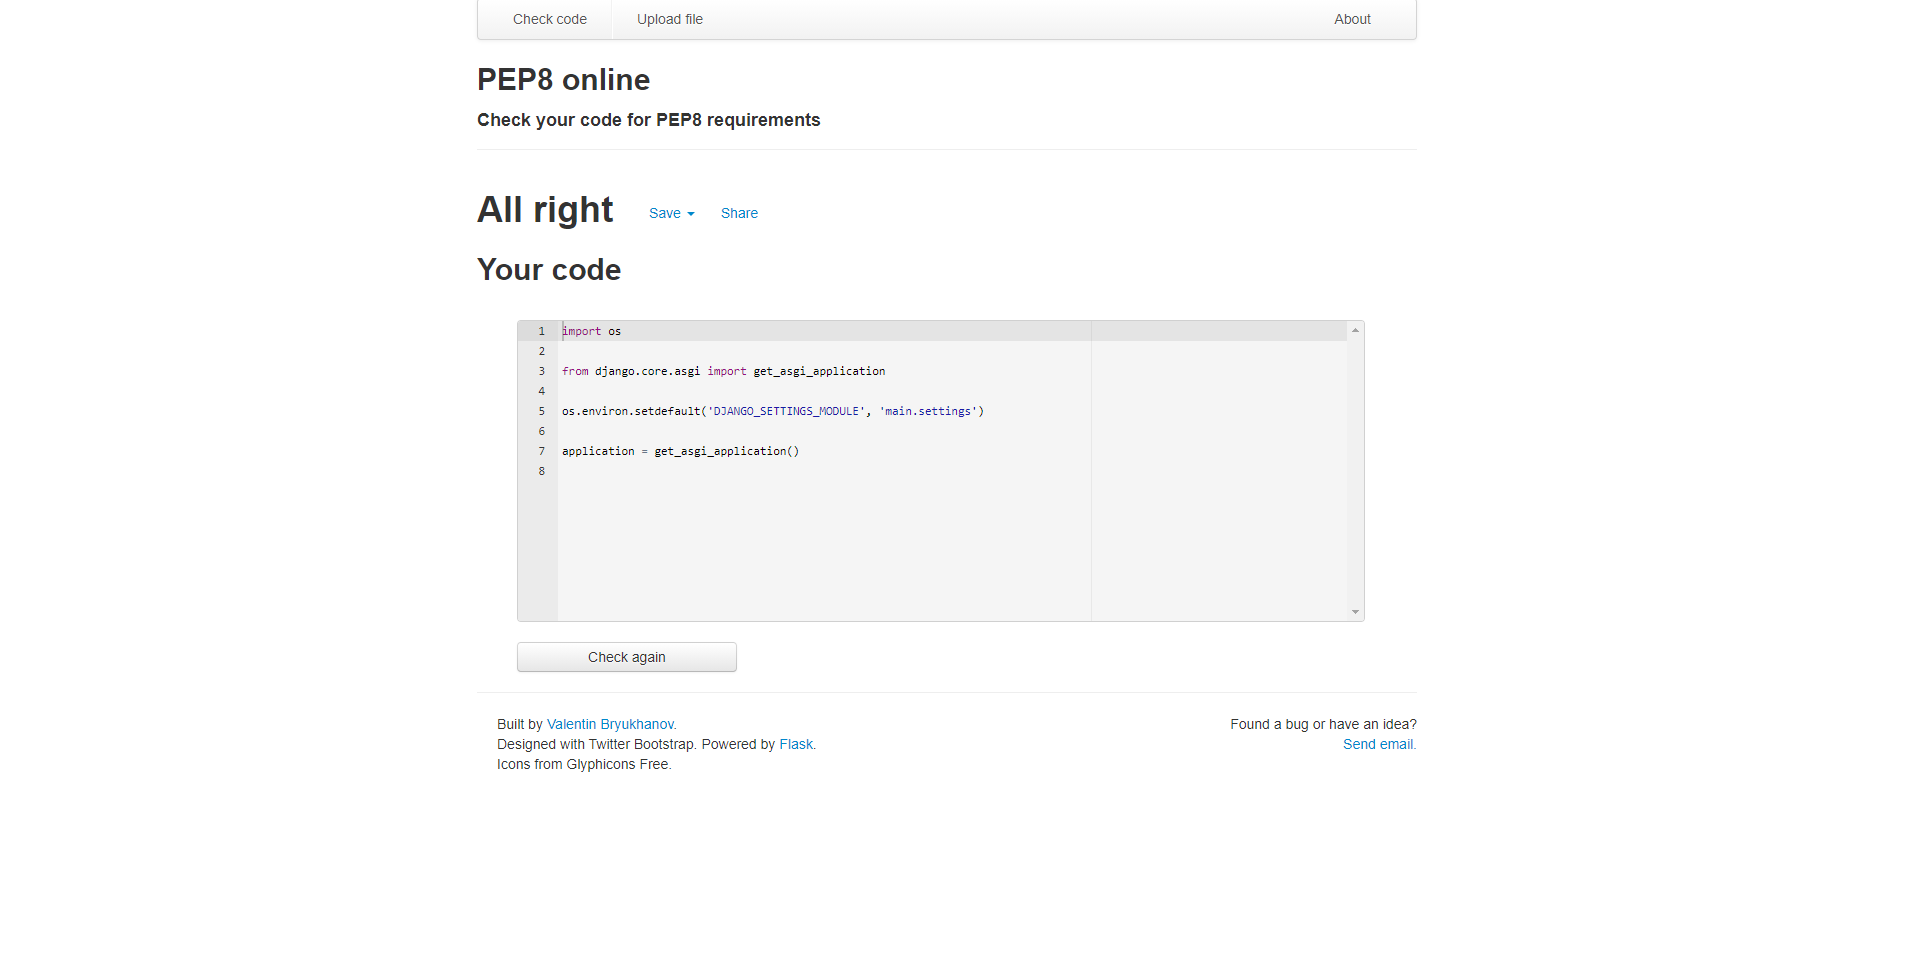 Check code Upload file About
PEP8 online
Check your code for PEP8 requirements
All right Save Share
Your code
1 import os
2
3 from django.core.asgi import get_asgi_application
4
5 os.environ.setdefault('DJANGO_SETTINGS_MODULE', 'main.settings')
6
7 application = get_asgi_application()
8
Check again
Built by Valentin Bryukhanov. Found a bug or have an idea?
Designed with Twitter Bootstrap. Powered by Flask. Send email.
Icons from Glyphicons Free.